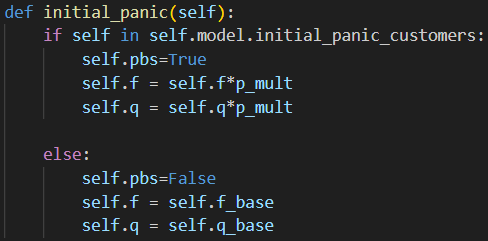 def initial_panic(self):
    if self in self.model.initial_panic_customers:
        self.pbs=True
        self.f = self.f*p_mult
        self.q = self.q*p_mult

    else:
        self.pbs=False
        self.f = self.f_base
        self.q = self.q_base